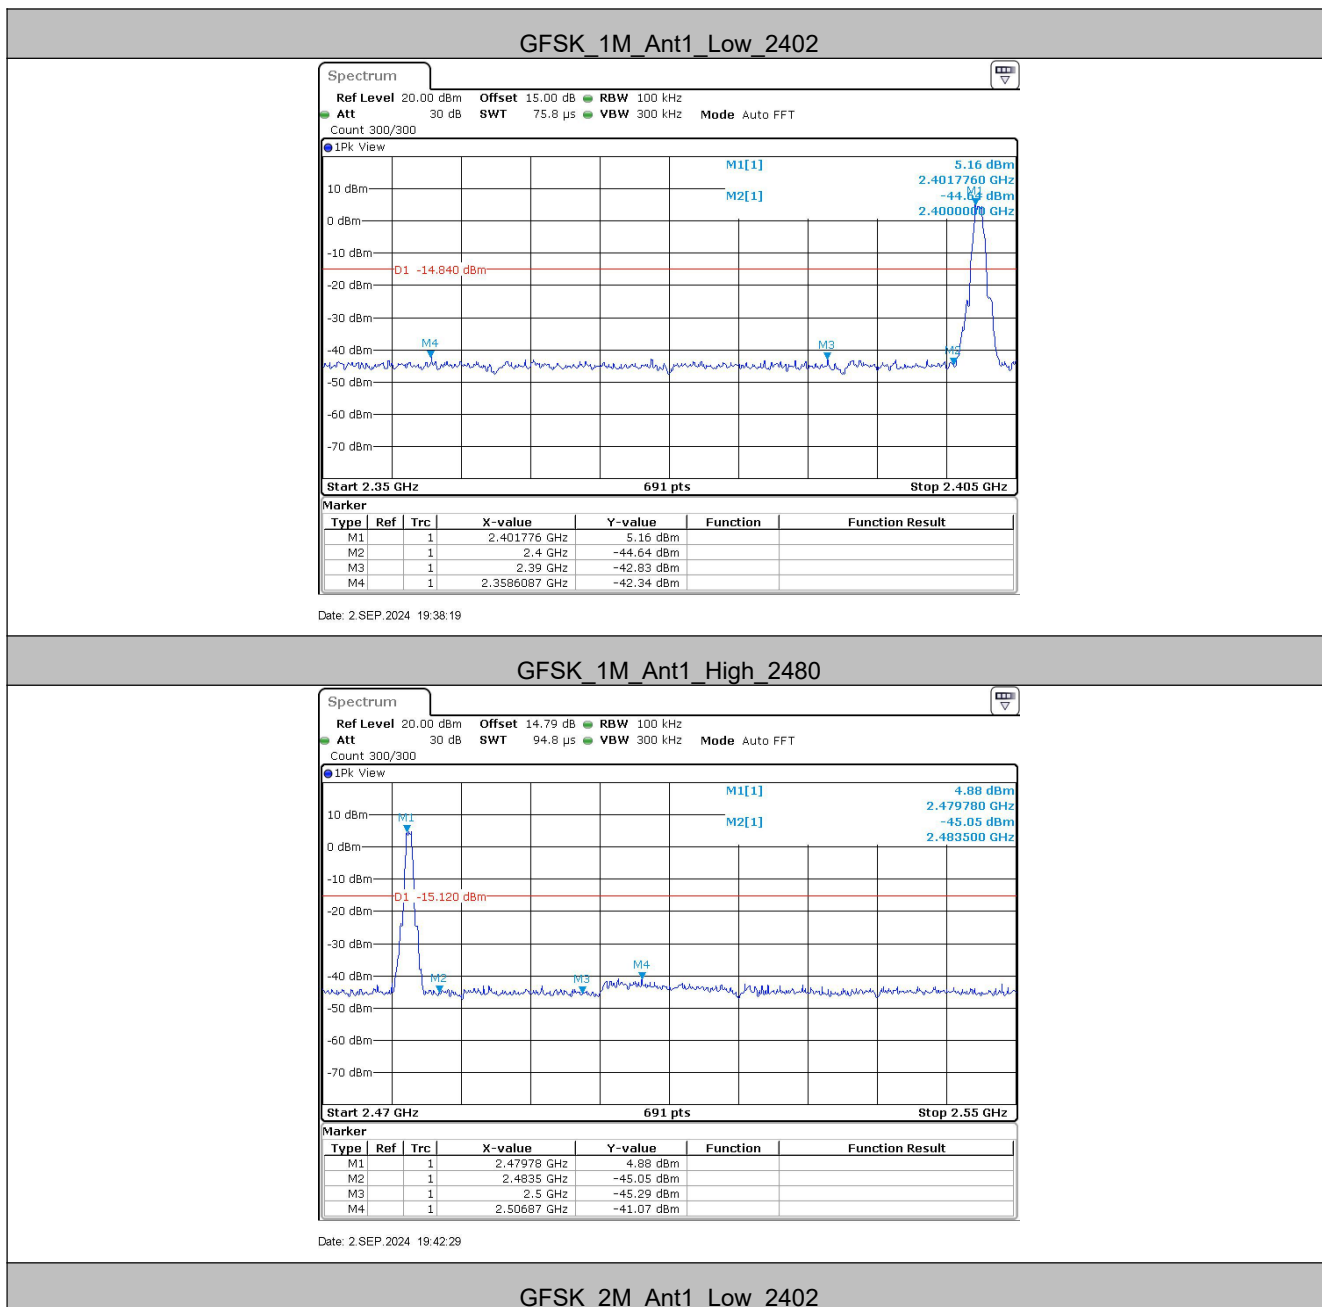 GFSK_1M_Ant1_Low_2402
Spectrum
Ref Level 20.00 dBm Offset 15.00 dB RBW 100 kHz
Att 30 dB SWT 75.8 µs VBW 300 kHz Mode Auto FFT
Count 300/300
1Pk View
M1[1] 5.16 dBm
2.4017760 GHz
M2[1] -44.64 dBm
2.4000000 GHz
M1
10 dBm
0 dBm
-10 dBm
D1 -14.840 dBm
-20 dBm
-30 dBm
-40 dBm
M4
M3
M2
-50 dBm
-60 dBm
-70 dBm
Start 2.35 GHz 691 pts Stop 2.405 GHz
Marker
Type Ref Trc X-value Y-value Function Function Result
M1 1 2.401776 GHz 5.16 dBm
M2 1 2.4 GHz -44.64 dBm
M3 1 2.39 GHz -42.83 dBm
M4 1 2.3586087 GHz -42.34 dBm
Date: 2.SEP.2024 19:38:19
GFSK_1M_Ant1_High_2480
Spectrum
Ref Level 20.00 dBm Offset 14.79 dB RBW 100 kHz
Att 30 dB SWT 94.8 µs VBW 300 kHz Mode Auto FFT
Count 300/300
1Pk View
M1[1] 4.88 dBm
2.479780 GHz
M2[1] -45.05 dBm
2.483500 GHz
10 dBm
M1
0 dBm
-10 dBm
D1 -15.120 dBm
-20 dBm
-30 dBm
-40 dBm
M2
M3
M4
-50 dBm
-60 dBm
-70 dBm
Start 2.47 GHz 691 pts Stop 2.55 GHz
Marker
Type Ref Trc X-value Y-value Function Function Result
M1 1 2.47978 GHz 4.88 dBm
M2 1 2.4835 GHz -45.05 dBm
M3 1 2.5 GHz -45.29 dBm
M4 1 2.50687 GHz -41.07 dBm
Date: 2.SEP.2024 19:42:29
GFSK_2M_Ant1_Low_2402